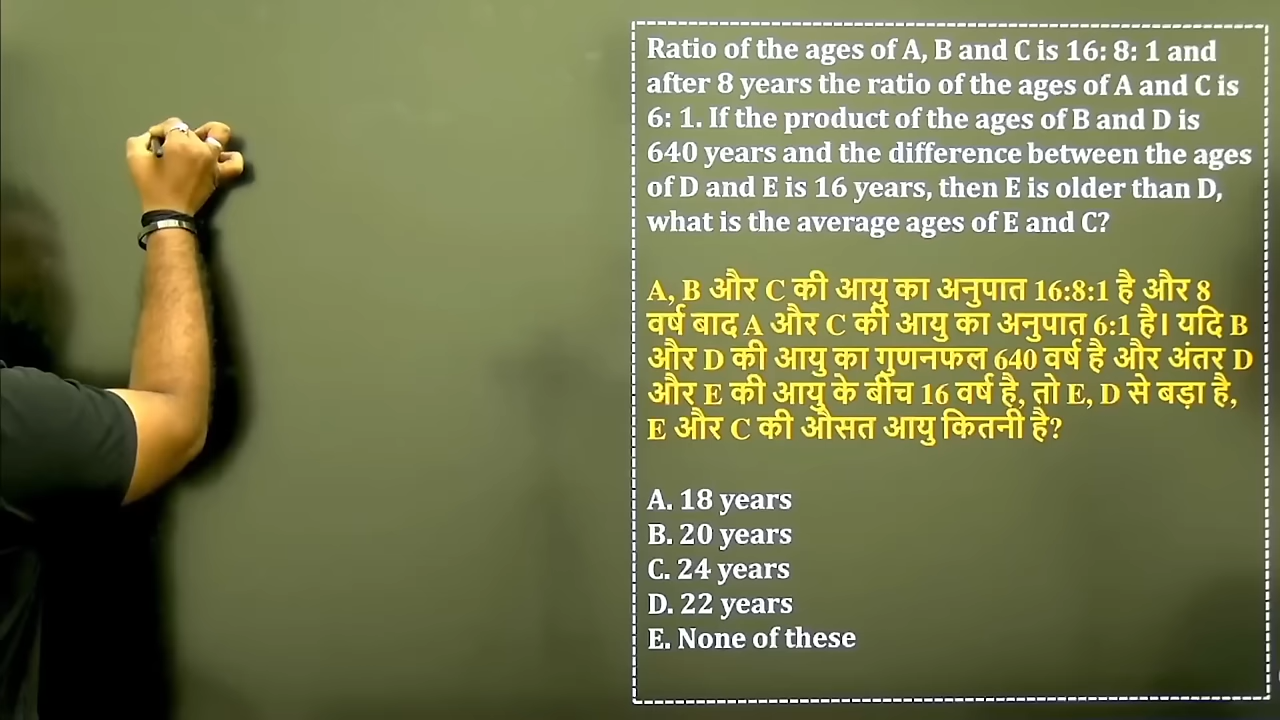 Ratio of the ages of A, B and C is 16: 8: 1 and
after 8 years the ratio of the ages of A and C is
6: 1. If the product of the ages of B and D is
640 years and the difference between the ages
of D and E is 16 years, then E is older than D,
what is the average ages of E and C?
A, B और C की आयु का अनुपात 16:8:1 है और 8
वर्ष बाद A और C की आयु का अनुपात 6:1 है। यदि B
और D की आयु का गुणनफल 640 वर्ष है और अंतर D
और E की आयु के बीच 16 वर्ष है, तो E, D से बड़ा है,
E और C की औसत आयु कितनी है?
A. 18 years
B. 20 years
C. 24 years
D. 22 years
E. None of these